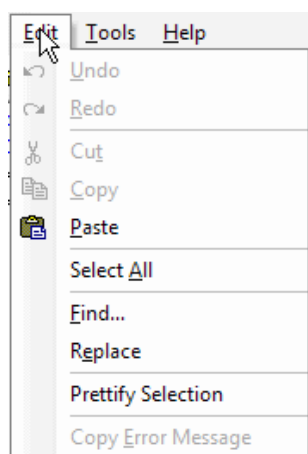 Edit Tools Help
Undo
Redo
Cut
Copy
Paste
Select All
Find...
Replace
Prettify Selection
Copy Error Message